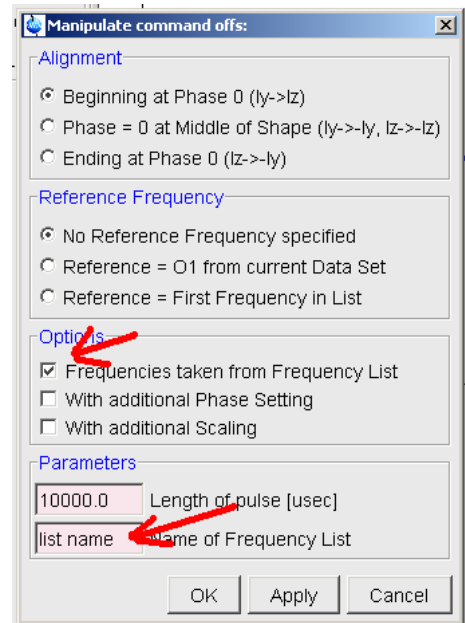 Manipulate command offs:
Alignment
Beginning at Phase 0 (Iy->Iz)
Phase = 0 at Middle of Shape (Iy->-Iy, Iz->-Iz)
Ending at Phase 0 (Iz->-Iy)
Reference Frequency
No Reference Frequency specified
Reference = O1 from current Data Set
Reference = First Frequency in List
Options
Frequencies taken from Frequency List
With additional Phase Setting
With additional Scaling
Parameters
10000.0 Length of pulse [usec]
list name Name of Frequency List
OK Apply Cancel